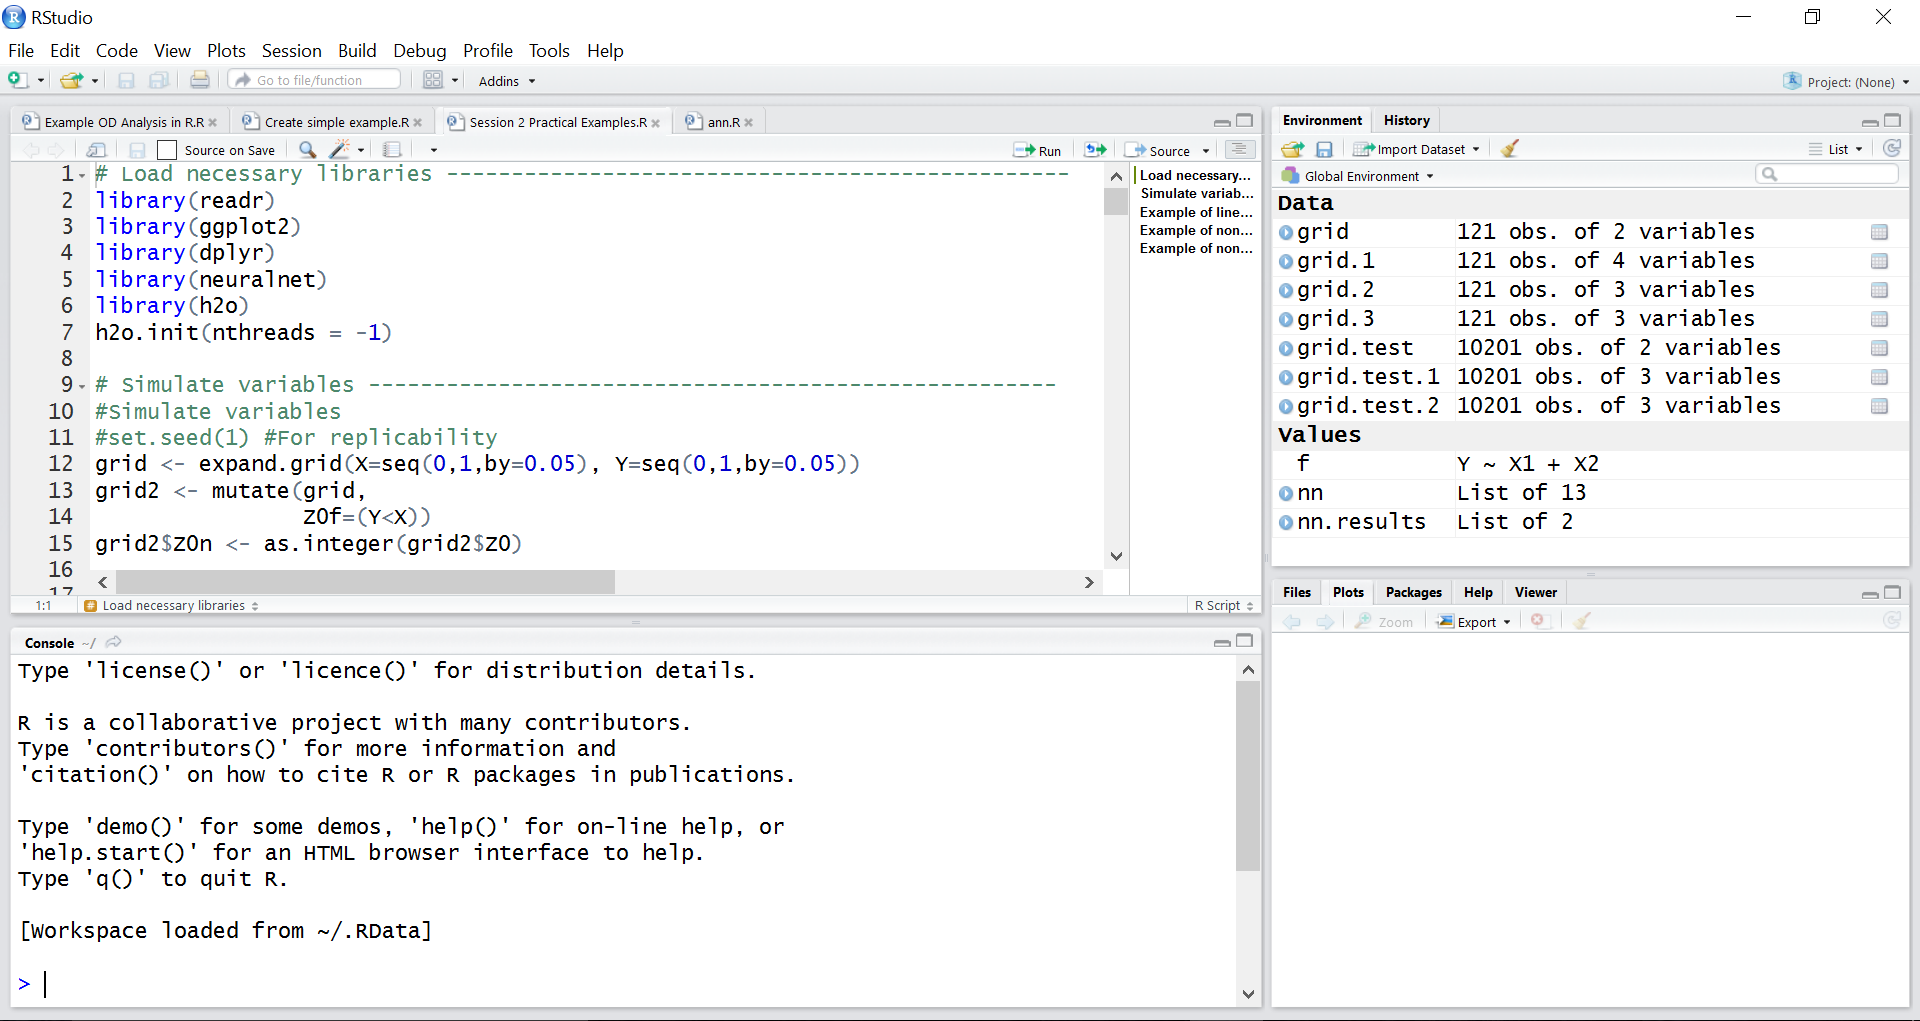 RStudio
File Edit Code View Plots Session Build Debug Profile Tools Help
Go to file/function Addins Project: (None)
Example OD Analysis in R.R Create simple example.R Session 2 Practical Examples.R ann.R
Source on Save Run Source
1 # Load necessary libraries ------------------------------------------------
2 library(readr)
3 library(ggplot2)
4 library(dplyr)
5 library(neuralnet)
6 library(h2o)
7 h2o.init(nthreads = -1)
8
9 # Simulate variables -----------------------------------------------------
10 #Simulate variables
11 #set.seed(1) #For replicability
12 grid <- expand.grid(X=seq(0,1,by=0.05), Y=seq(0,1,by=0.05))
13 grid2 <- mutate(grid,
14 Z0f=(Y<X))
15 grid2$Z0n <- as.integer(grid2$Z0)
16
17
Load necessary...
Simulate variab...
Example of line...
Example of non...
Example of non...
1:1 # Load necessary libraries R Script
Console ~/
Type 'license()' or 'licence()' for distribution details.
R is a collaborative project with many contributors.
Type 'contributors()' for more information and
'citation()' on how to cite R or R packages in publications.
Type 'demo()' for some demos, 'help()' for on-line help, or
'help.start()' for an HTML browser interface to help.
Type 'q()' to quit R.
[Workspace loaded from ~/.RData]
>
Environment History
Import Dataset List
Global Environment
Data
grid 121 obs. of 2 variables
grid.1 121 obs. of 4 variables
grid.2 121 obs. of 3 variables
grid.3 121 obs. of 3 variables
grid.test 10201 obs. of 2 variables
grid.test.1 10201 obs. of 3 variables
grid.test.2 10201 obs. of 3 variables
Values
f Y ~ X1 + X2
nn List of 13
nn.results List of 2
Files Plots Packages Help Viewer
Zoom Export